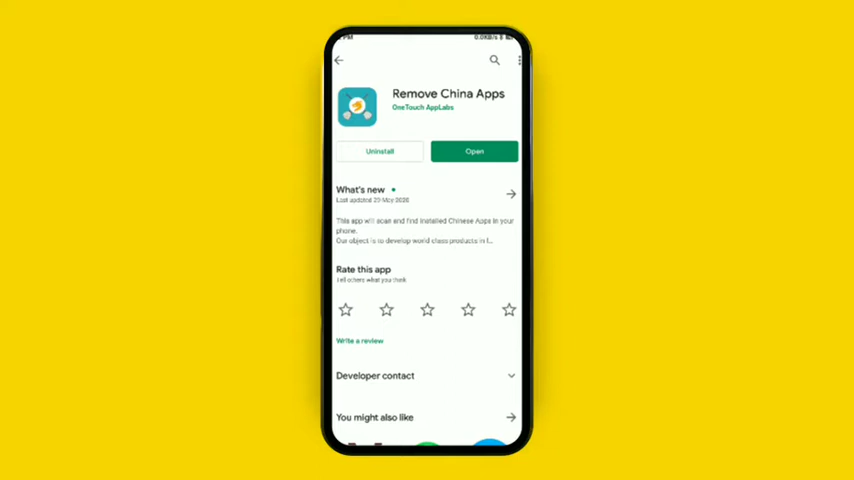 PM 0.0KB/s
Remove China Apps
OneTouch AppLabs
Uninstall Open
What's new
Last updated 29 May 2020
This app will scan and find installed Chinese Apps in your
phone.
Our object is to develop world class products in f...
Rate this app
Tell others what you think
Write a review
Developer contact
You might also like